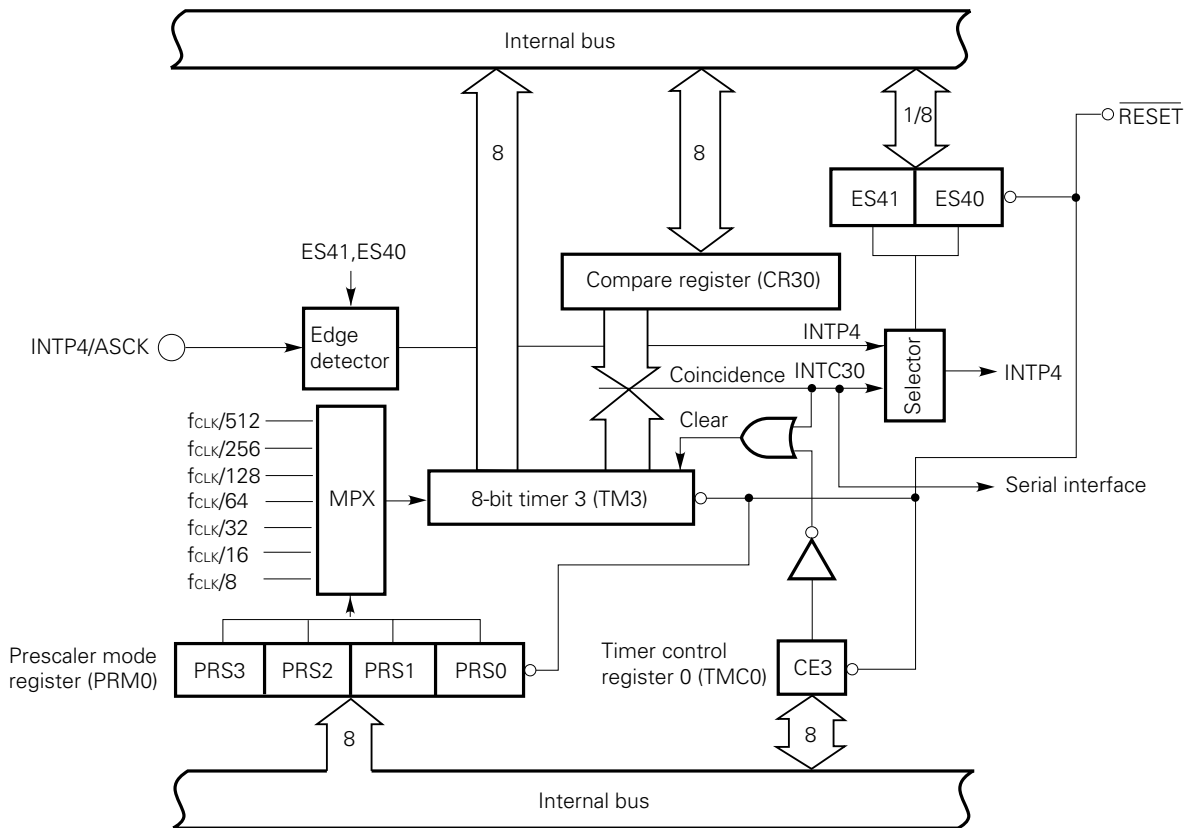 Internal bus
8
8
1/8
RESET
ES41
ES40
ES41,ES40
Compare register (CR30)
INTP4/ASCK
Edge
detector
INTP4
Selector
INTP4
Coincidence
INTC30
Clear
fCLK/512
fCLK/256
fCLK/128
fCLK/64
fCLK/32
fCLK/16
fCLK/8
MPX
8-bit timer 3 (TM3)
Serial interface
Prescaler mode
register (PRM0)
PRS3
PRS2
PRS1
PRS0
Timer control
register 0 (TMC0)
CE3
8
8
Internal bus